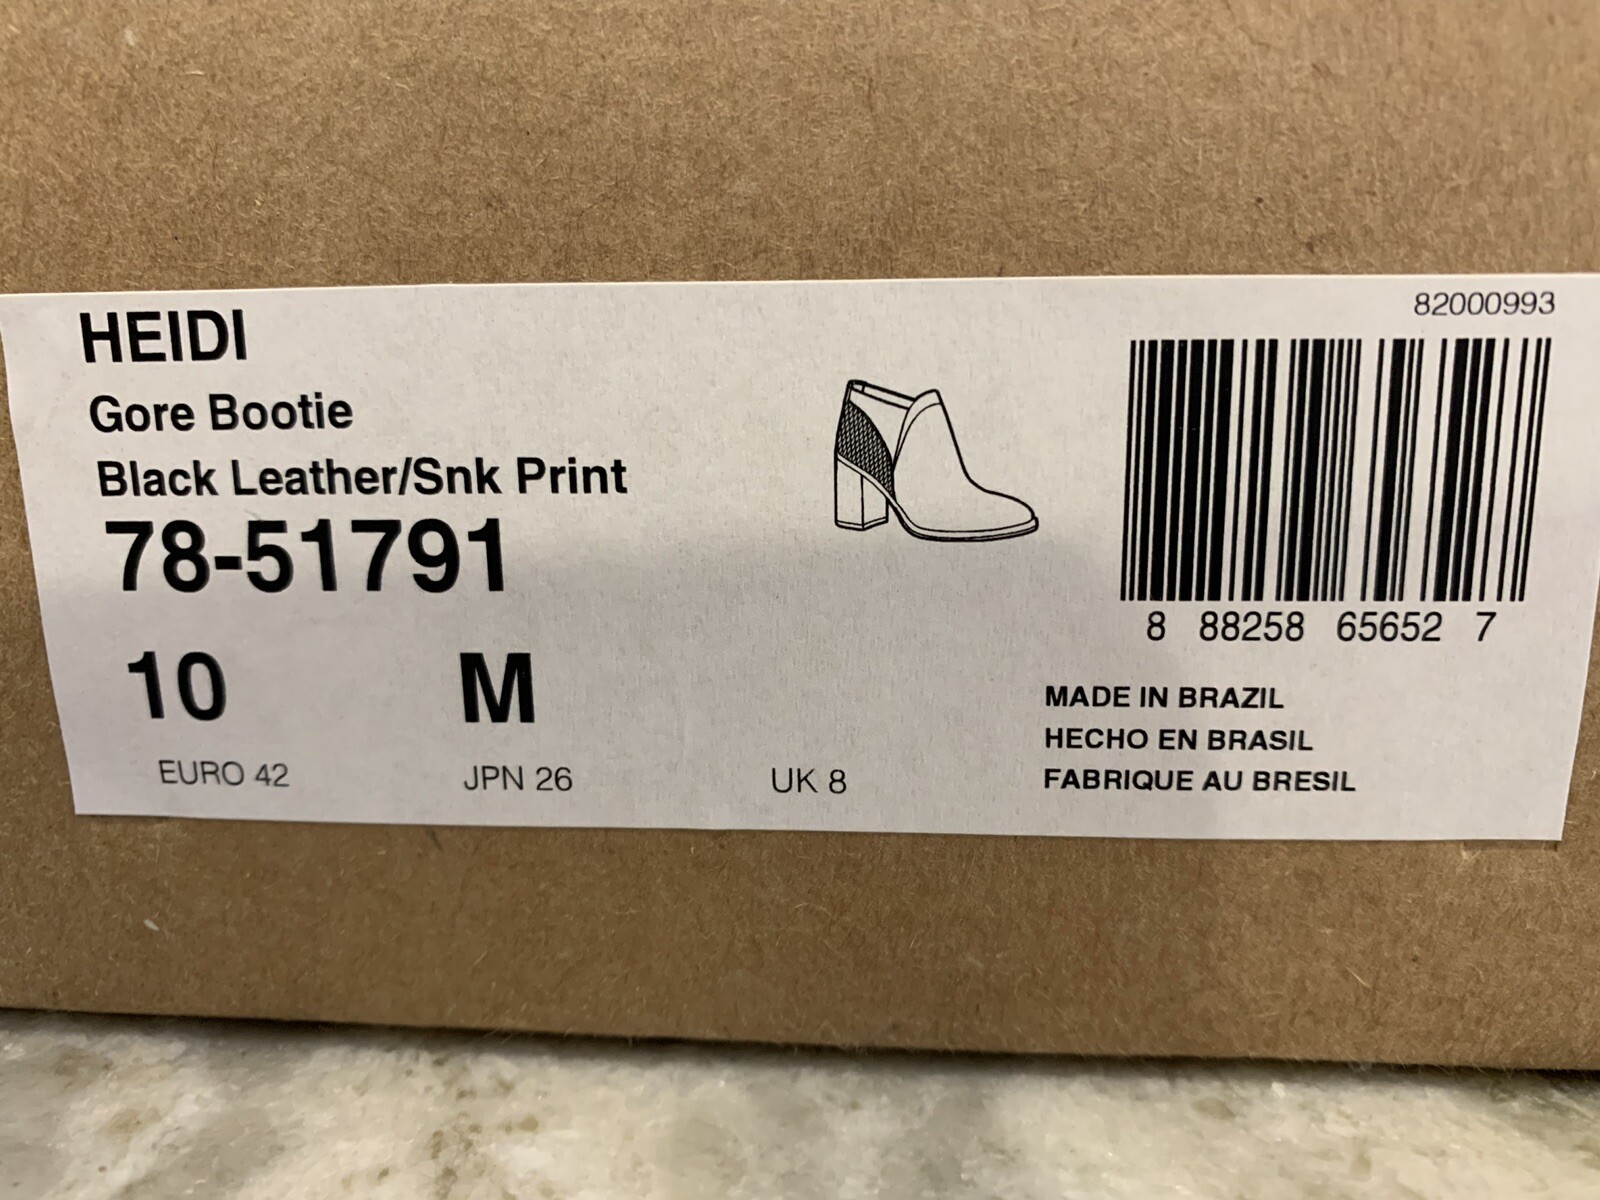 HEIDI
Gore Bootie
Black Leather/Snk Print
78-51791
10 M
EURO 42 JPN 26 UK 8
82000993
8 88258 65652 7
MADE IN BRAZIL
HECHO EN BRASIL
FABRIQUE AU BRESIL